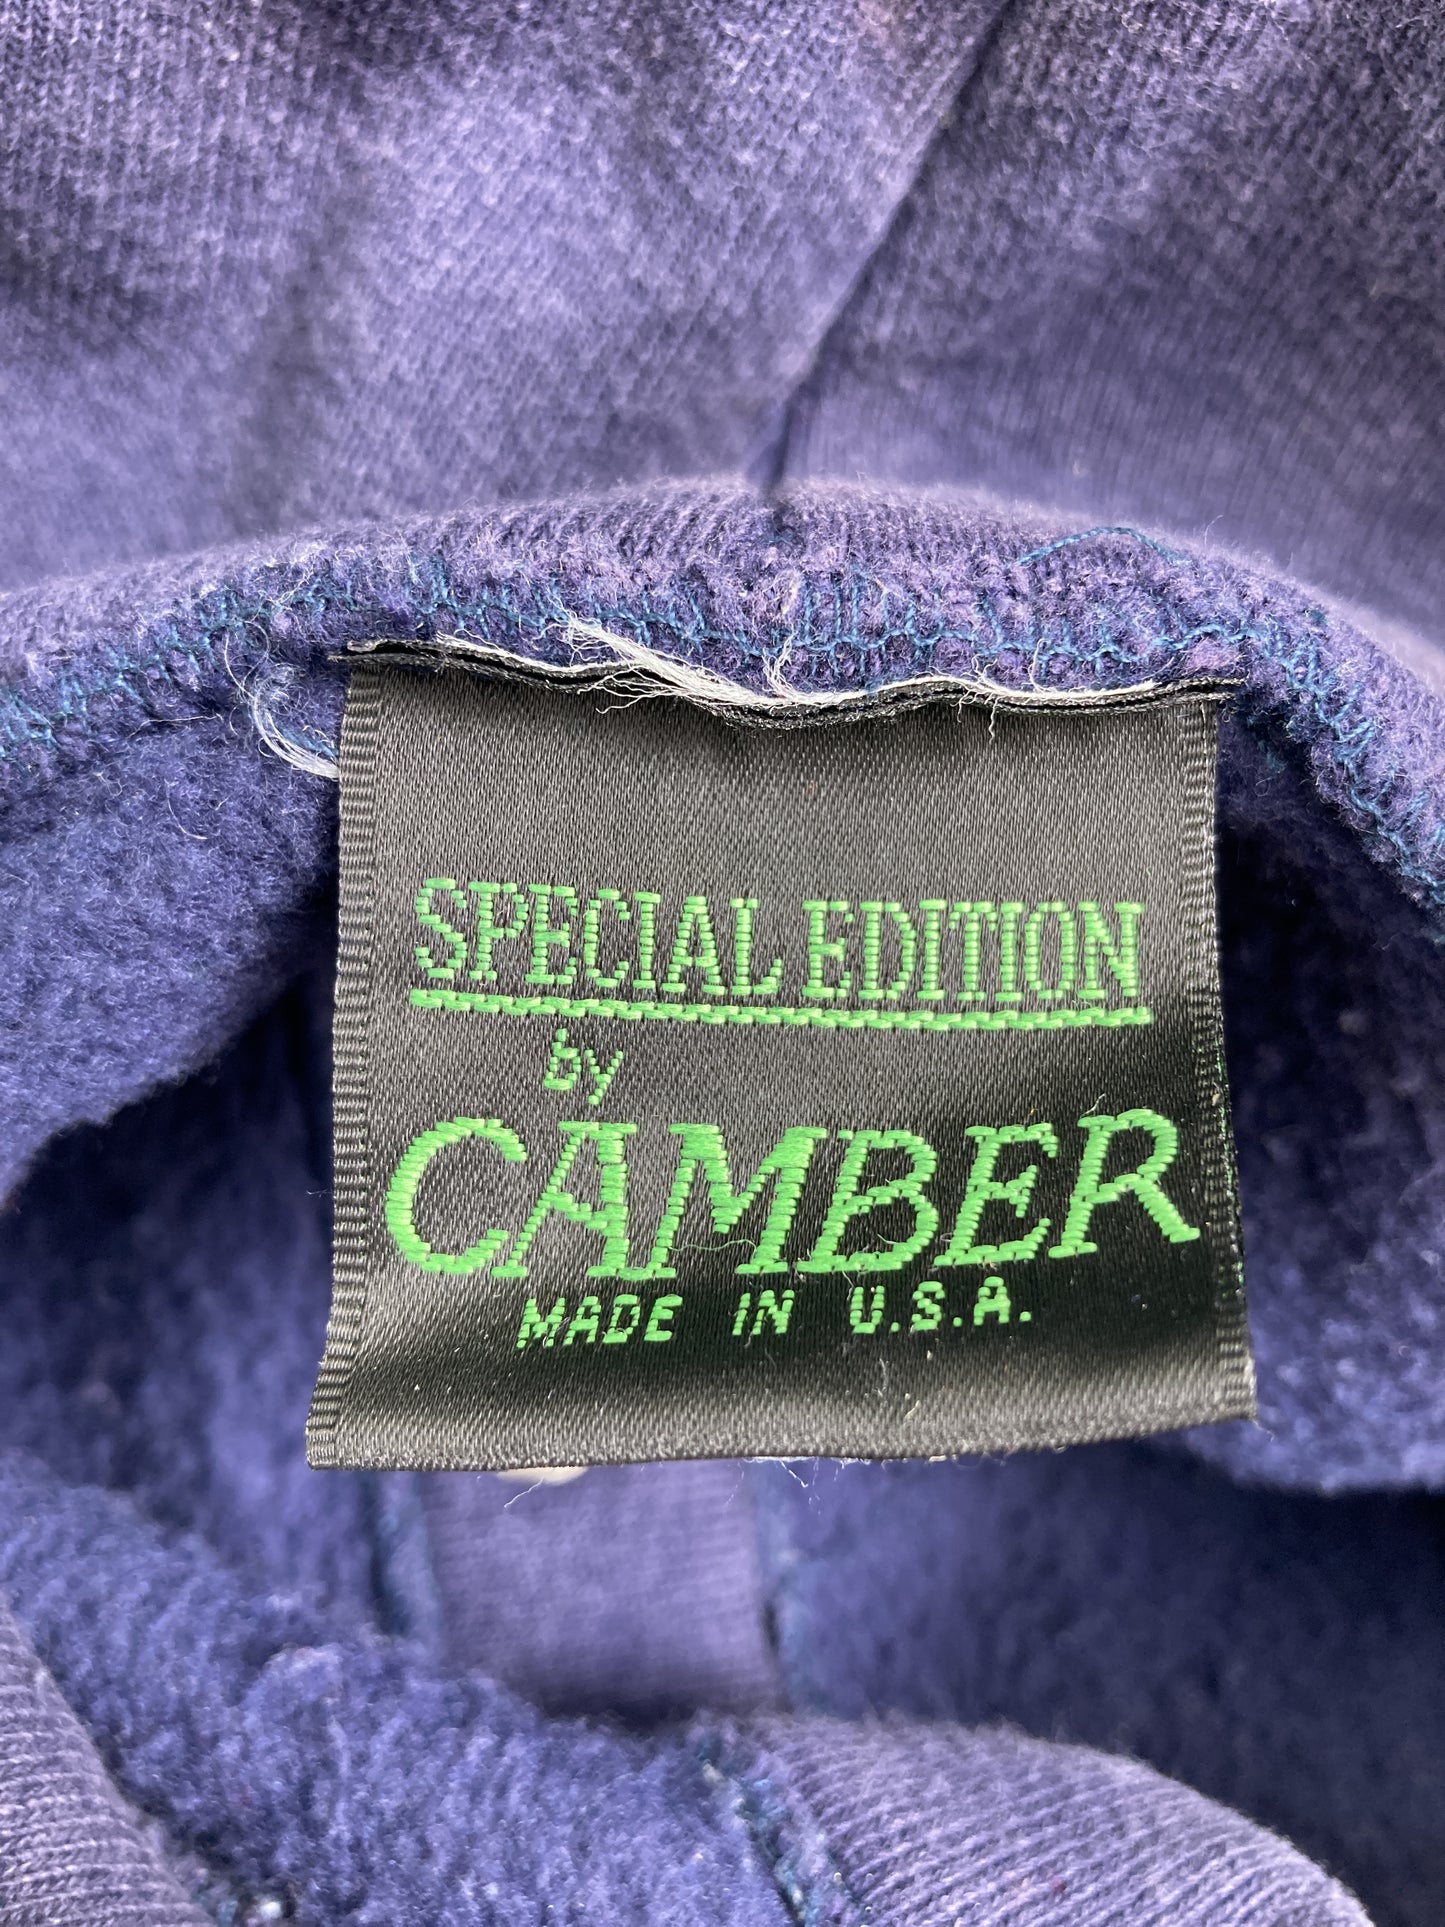 SPECIAL EDITION
by
CAMBER
MADE IN U.S.A.